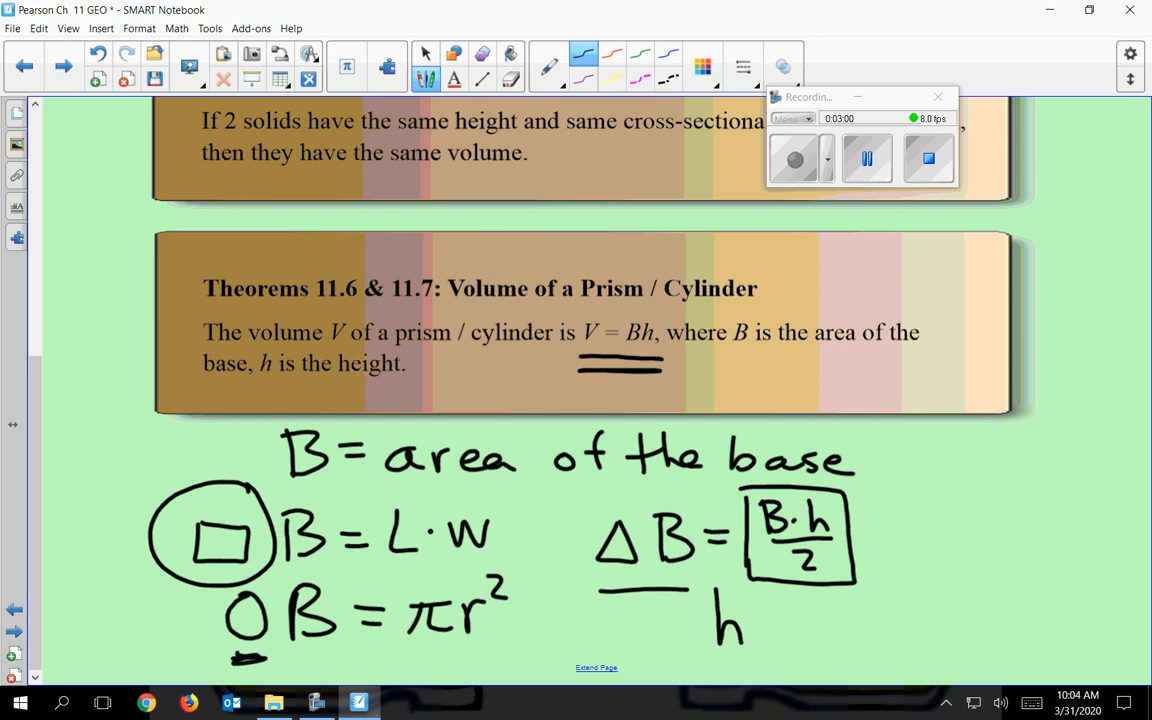 Pearson Ch 11 GEO * - SMART Notebook
File Edit View Insert Format Math Tools Add-ons Help
Recordin...
Menu 0:03:00 8.0 fps
If 2 solids have the same height and same cross-sectiona ,
then they have the same volume.
Theorems 11.6 & 11.7: Volume of a Prism / Cylinder
The volume V of a prism / cylinder is V = Bh, where B is the area of the
base, h is the height.
B = area of the base
B = L · W
Δ B = B · h / 2
B = πr²
h
Extend Page
10:04 AM
3/31/2020